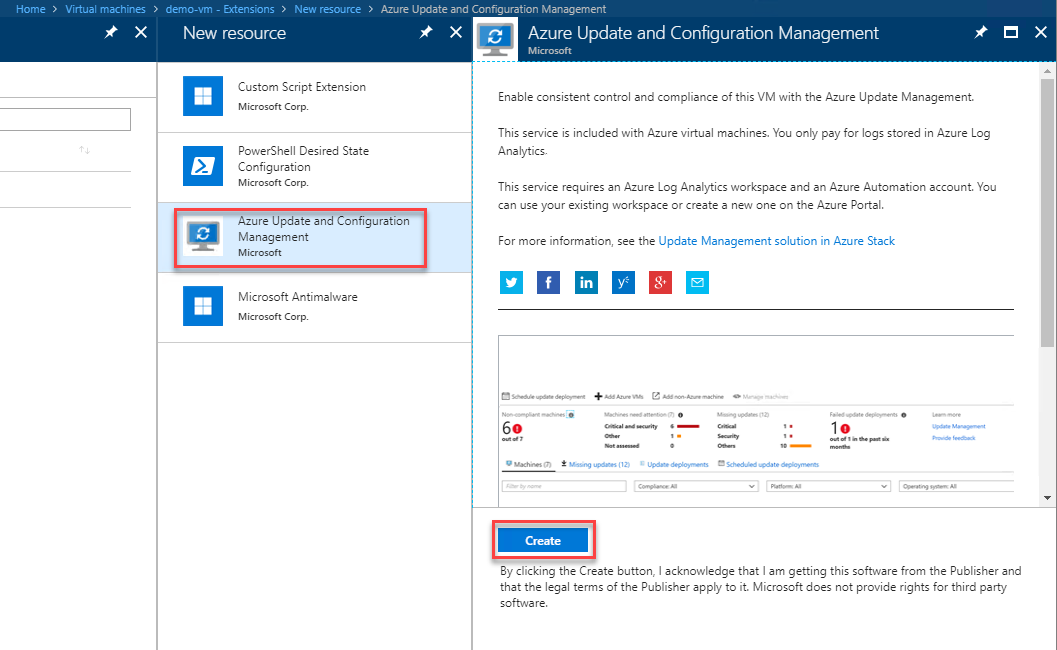 Home > Virtual machines > demo-vm - Extensions > New resource > Azure Update and Configuration Management
New resource
Custom Script Extension
Microsoft Corp.
PowerShell Desired State
Configuration
Microsoft Corp.
Azure Update and Configuration
Management
Microsoft
Microsoft Antimalware
Microsoft Corp.
Azure Update and Configuration Management
Microsoft
Enable consistent control and compliance of this VM with the Azure Update Management.
This service is included with Azure virtual machines. You only pay for logs stored in Azure Log
Analytics.
This service requires an Azure Log Analytics workspace and an Azure Automation account. You
can use your existing workspace or create a new one on the Azure Portal.
For more information, see the Update Management solution in Azure Stack
Schedule update deployment Add Azure VMs Add non-Azure machine Manage machines
Non-compliant machines Machines need attention (7) Missing updates (12) Failed update deployments Learn more
6 Critical and security 6 Critical 1 1 Update Management
out of 7 Other 1 Security 1 out of 1 in the past six Provide feedback
Not assessed 0 Others 10 months
Machines (7) Missing updates (12) Update deployments Scheduled update deployments
Filter by name Compliance: All Platform: All Operating system: All
Create
By clicking the Create button, I acknowledge that I am getting this software from the Publisher and
that the legal terms of the Publisher apply to it. Microsoft does not provide rights for third party
software.